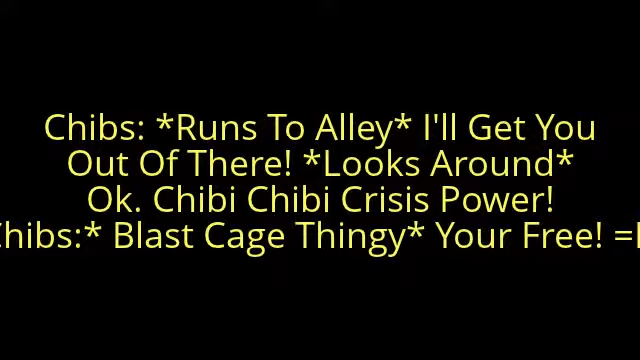 Chibs: *Runs To Alley* I'll Get You
Out Of There! *Looks Around*
Ok. Chibi Chibi Crisis Power!
Chibs:* Blast Cage Thingy* Your Free! =